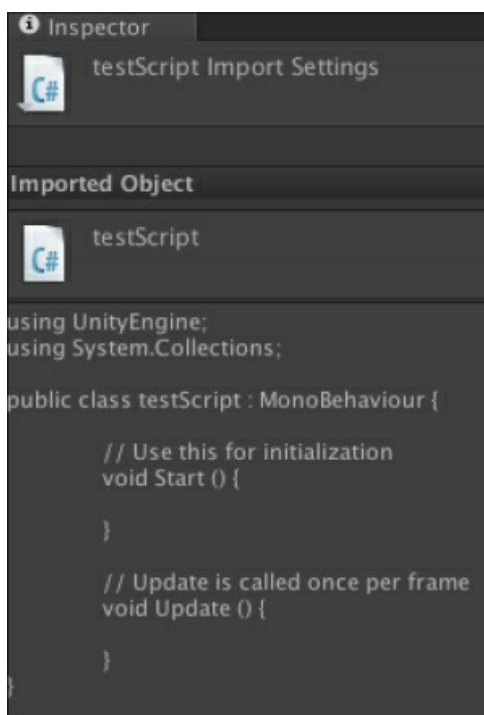 Inspector
testScript Import Settings
C#
Imported Object
testScript
C#
using UnityEngine;
using System.Collections;
public class testScript : MonoBehaviour {
// Use this for initialization
void Start () {
}
// Update is called once per frame
void Update () {
}
}